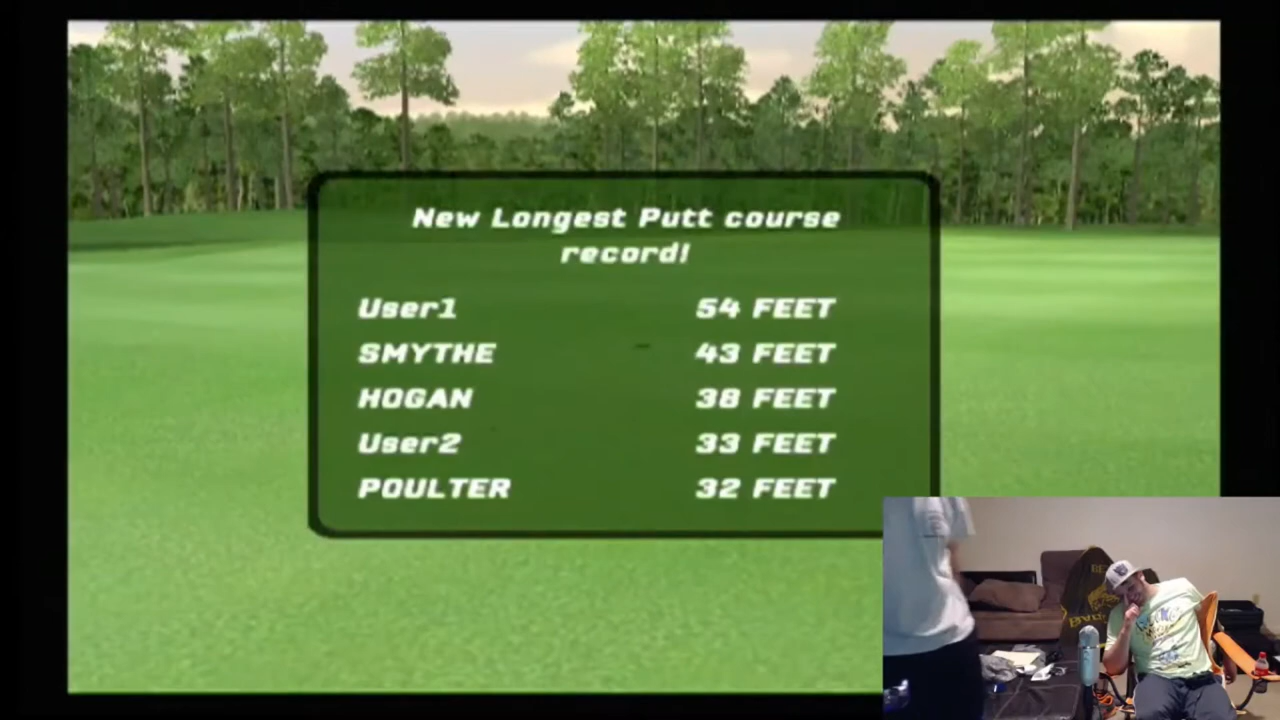 New Longest Putt course
record!
User1 54 FEET
SMYTHE 43 FEET
HOGAN 38 FEET
User2 33 FEET
POULTER 32 FEET